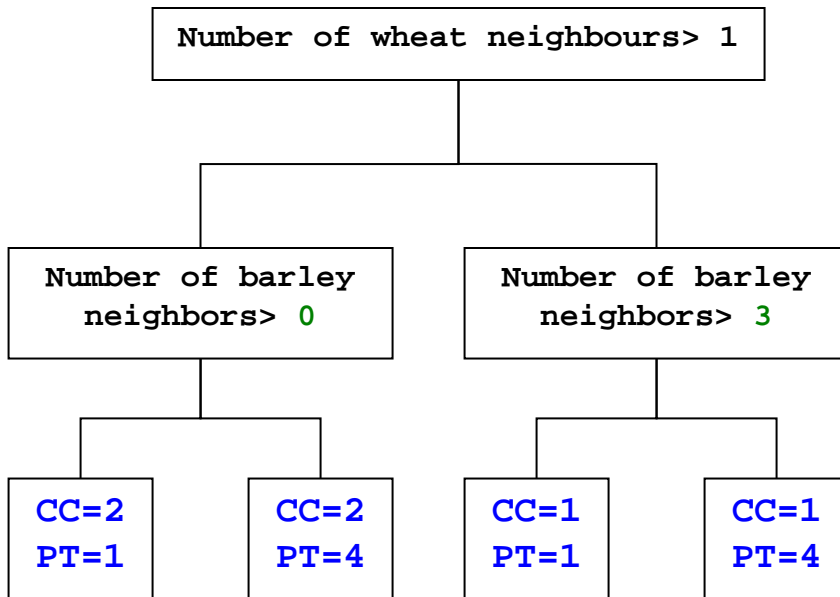 Number of wheat neighbours> 1
Number of barley
neighbors> 0
Number of barley
neighbors> 3
CC=2
PT=1
CC=2
PT=4
CC=1
PT=1
CC=1
PT=4